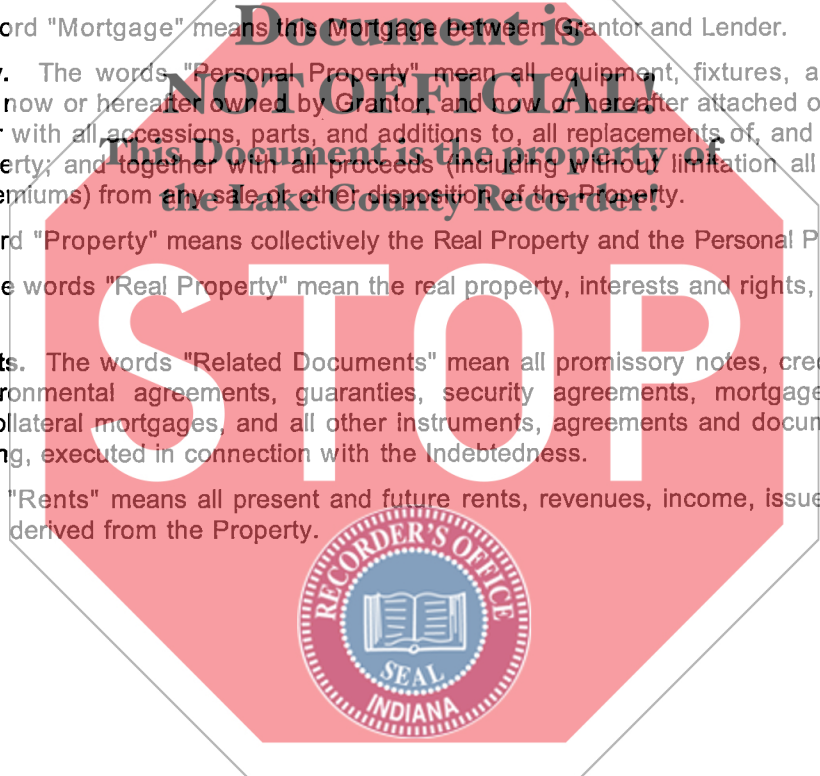 ord "Mortgage" means this Mortgage between Grantor and Lender.
Document is
y. The words "Personal Property" mean all equipment, fixtures, a
NOT OFFICIAL!
now or hereafter owned by Grantor, and now or hereafter attached o
r with all accessions, parts, and additions to, all replacements of, and
This Document is the property of
erty; and together with all proceeds (including without limitation all
emiums) from any sale or other disposition of the Property.
the Lake County Recorder!
rd "Property" means collectively the Real Property and the Personal P
e words "Real Property" mean the real property, interests and rights,
STOP
ts. The words "Related Documents" mean all promissory notes, cred
ronmental agreements, guaranties, security agreements, mortgage
ollateral mortgages, and all other instruments, agreements and docum
ng, executed in connection with the Indebtedness.
"Rents" means all present and future rents, revenues, income, issue
derived from the Property.
RECORDER'S OFFICE
SEAL
INDIANA